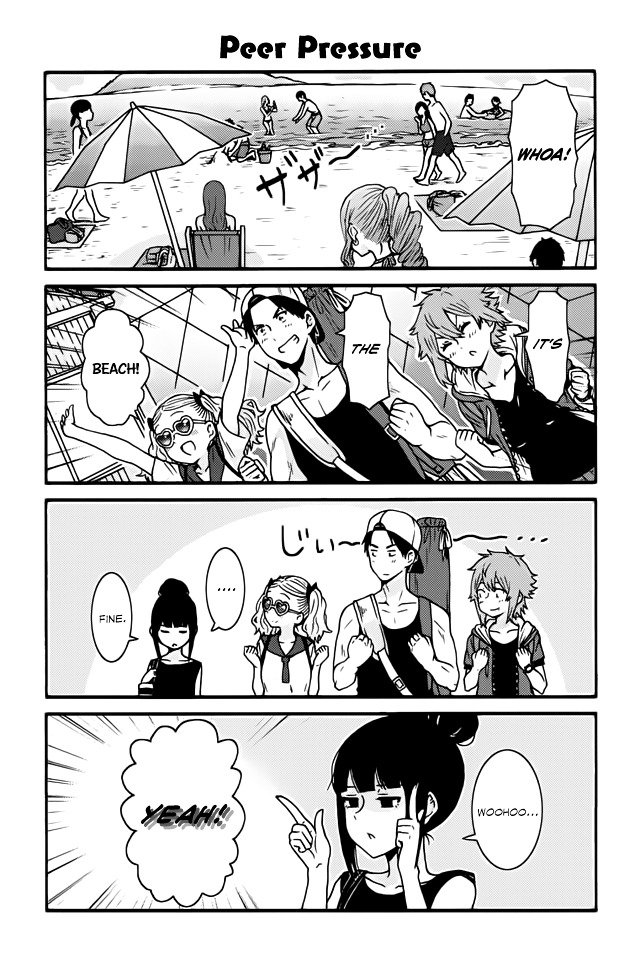 Peer Pressure
WHOA!
ザザ〜…
IT'S
THE
BEACH!
じぃ〜〜…
....
FINE.
WOOHOO...
YEAH!